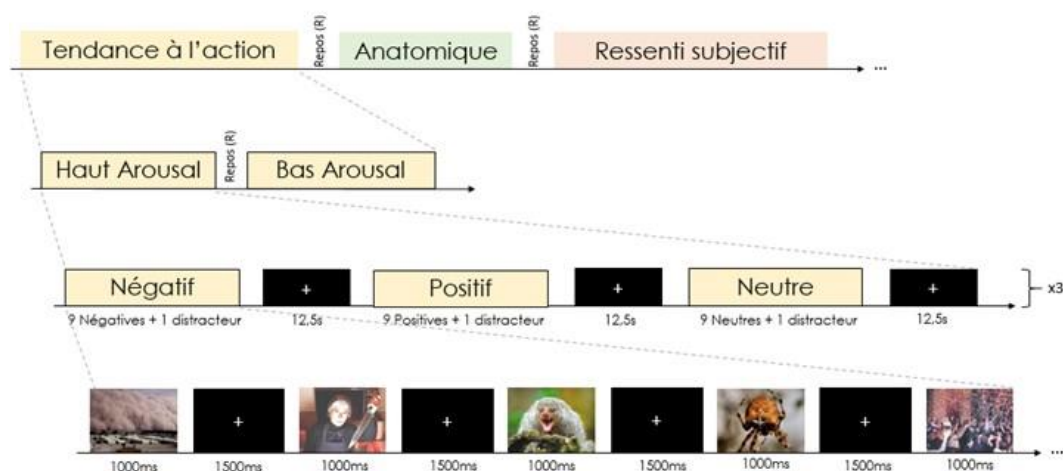 Tendance à l'action
Repos (R)
Anatomique
Repos (R)
Ressenti subjectif
...
Haut Arousal
Repos (R)
Bas Arousal
Négatif
+
Positif
+
Neutre
+
x3
9 Négatives + 1 distracteur
12,5s
9 Positives + 1 distracteur
12,5s
9 Neutres + 1 distracteur
12,5s
+
+
+
+
...
1000ms
1500ms
1000ms
1500ms
1000ms
1500ms
1000ms
1500ms
1000ms